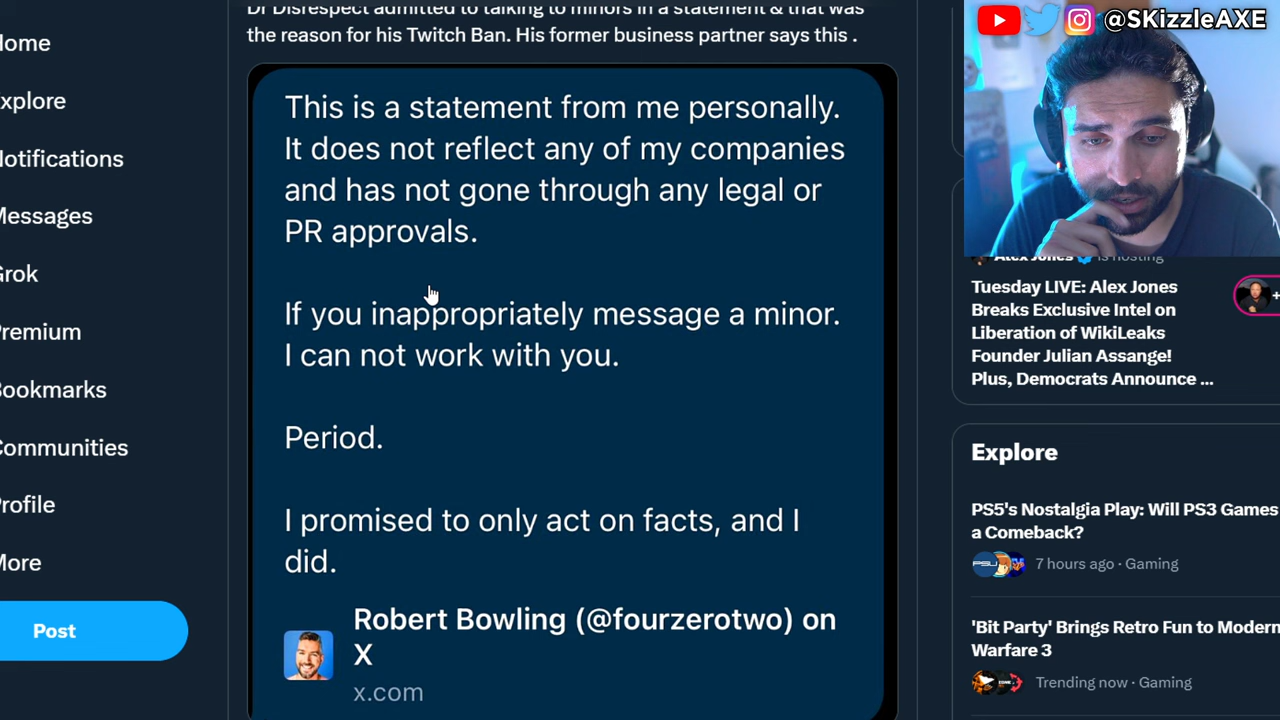 Dr Disrespect admitted to talking to minors in a statement & that was
the reason for his Twitch Ban. His former business partner says this .
@SKizzleAXE
ome
xplore
otifications
essages
rok
remium
ookmarks
ommunities
rofile
ore
Post
This is a statement from me personally.
It does not reflect any of my companies
and has not gone through any legal or
PR approvals.
If you inappropriately message a minor.
I can not work with you.
Period.
I promised to only act on facts, and I
did.
Robert Bowling (@fourzerotwo) on
X
x.com
Alex Jones is hosting
Tuesday LIVE: Alex Jones
Breaks Exclusive Intel on
Liberation of WikiLeaks
Founder Julian Assange!
Plus, Democrats Announce ...
Explore
PS5's Nostalgia Play: Will PS3 Games
a Comeback?
7 hours ago · Gaming
'Bit Party' Brings Retro Fun to Modern
Warfare 3
Trending now · Gaming